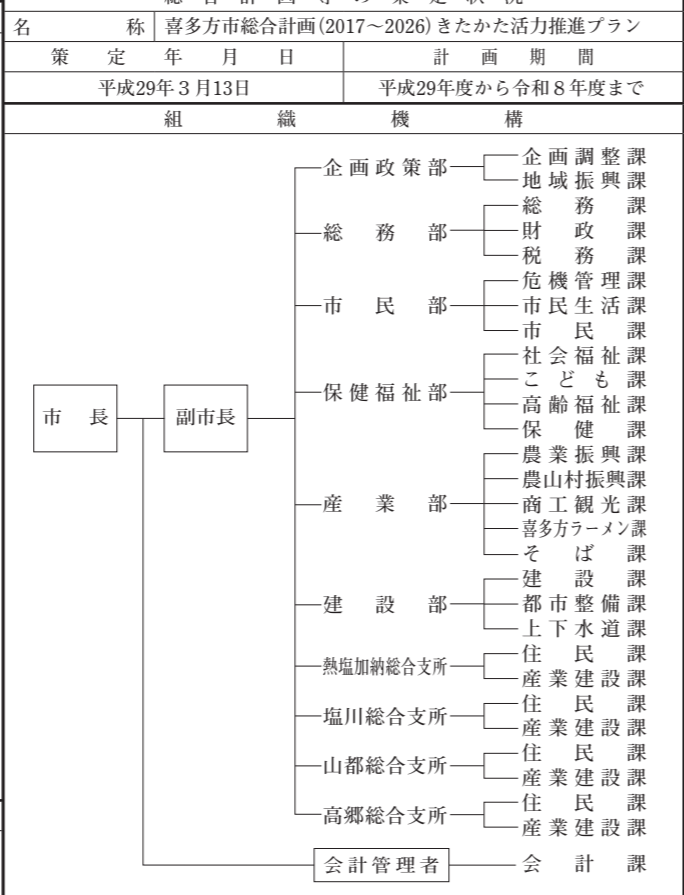 総合計画等の策定状況
名称 喜多方市総合計画(2017～2026)きたかた活力推進プラン
策定年月日 計画期間
平成29年３月13日 平成29年度から令和８年度まで
組織機構
市長
副市長
企画政策部
企画調整課
地域振興課
総務部
総務課
財政課
税務課
市民部
危機管理課
市民生活課
市民課
保健福祉部
社会福祉課
こども課
高齢福祉課
保健課
産業部
農業振興課
農山村振興課
商工観光課
喜多方ラーメン課
そば課
建設部
建設課
都市整備課
上下水道課
熱塩加納総合支所
住民課
産業建設課
塩川総合支所
住民課
産業建設課
山都総合支所
住民課
産業建設課
高郷総合支所
住民課
産業建設課
会計管理者
会計課